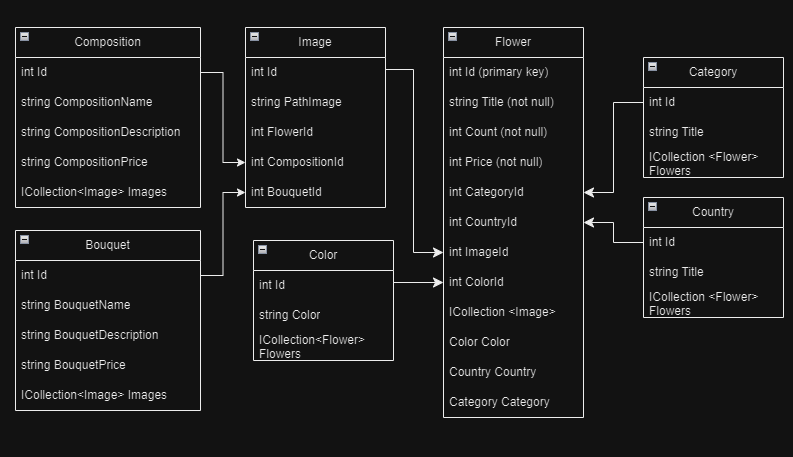 Composition
int Id
string CompositionName
string CompositionDescription
string CompositionPrice
ICollection<Image> Images
Image
int Id
string PathImage
int FlowerId
int CompositionId
int BouquetId
Flower
int Id (primary key)
string Title (not null)
int Count (not null)
int Price (not null)
int CategoryId
int CountryId
int ImageId
int ColorId
ICollection <Image>
Color Color
Country Country
Category Category
Category
int Id
string Title
ICollection <Flower>
Flowers
Country
int Id
string Title
ICollection <Flower>
Flowers
Bouquet
int Id
string BouquetName
string BouquetDescription
string BouquetPrice
ICollection<Image> Images
Color
int Id
string Color
ICollection<Flower>
Flowers